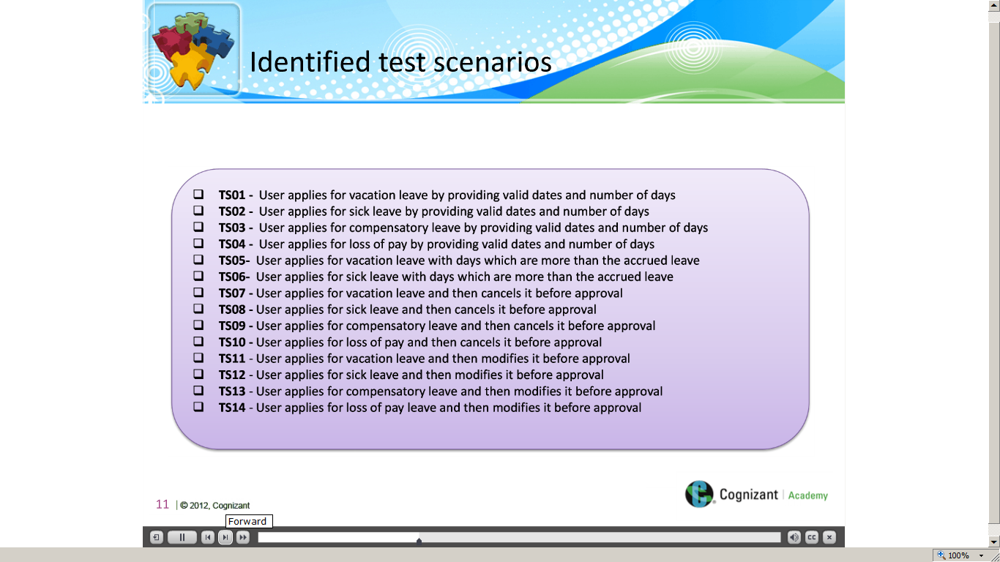 Identified test scenarios
❑ TS01 - User applies for vacation leave by providing valid dates and number of days
❑ TS02 - User applies for sick leave by providing valid dates and number of days
❑ TS03 - User applies for compensatory leave by providing valid dates and number of days
❑ TS04 - User applies for loss of pay by providing valid dates and number of days
❑ TS05- User applies for vacation leave with days which are more than the accrued leave
❑ TS06- User applies for sick leave with days which are more than the accrued leave
❑ TS07 - User applies for vacation leave and then cancels it before approval
❑ TS08 - User applies for sick leave and then cancels it before approval
❑ TS09 - User applies for compensatory leave and then cancels it before approval
❑ TS10 - User applies for loss of pay and then cancels it before approval
❑ TS11 - User applies for vacation leave and then modifies it before approval
❑ TS12 - User applies for sick leave and then modifies it before approval
❑ TS13 - User applies for compensatory leave and then modifies it before approval
❑ TS14 - User applies for loss of pay leave and then modifies it before approval
Cognizant | Academy
11 | © 2012, Cognizant
Forward
CC
100%